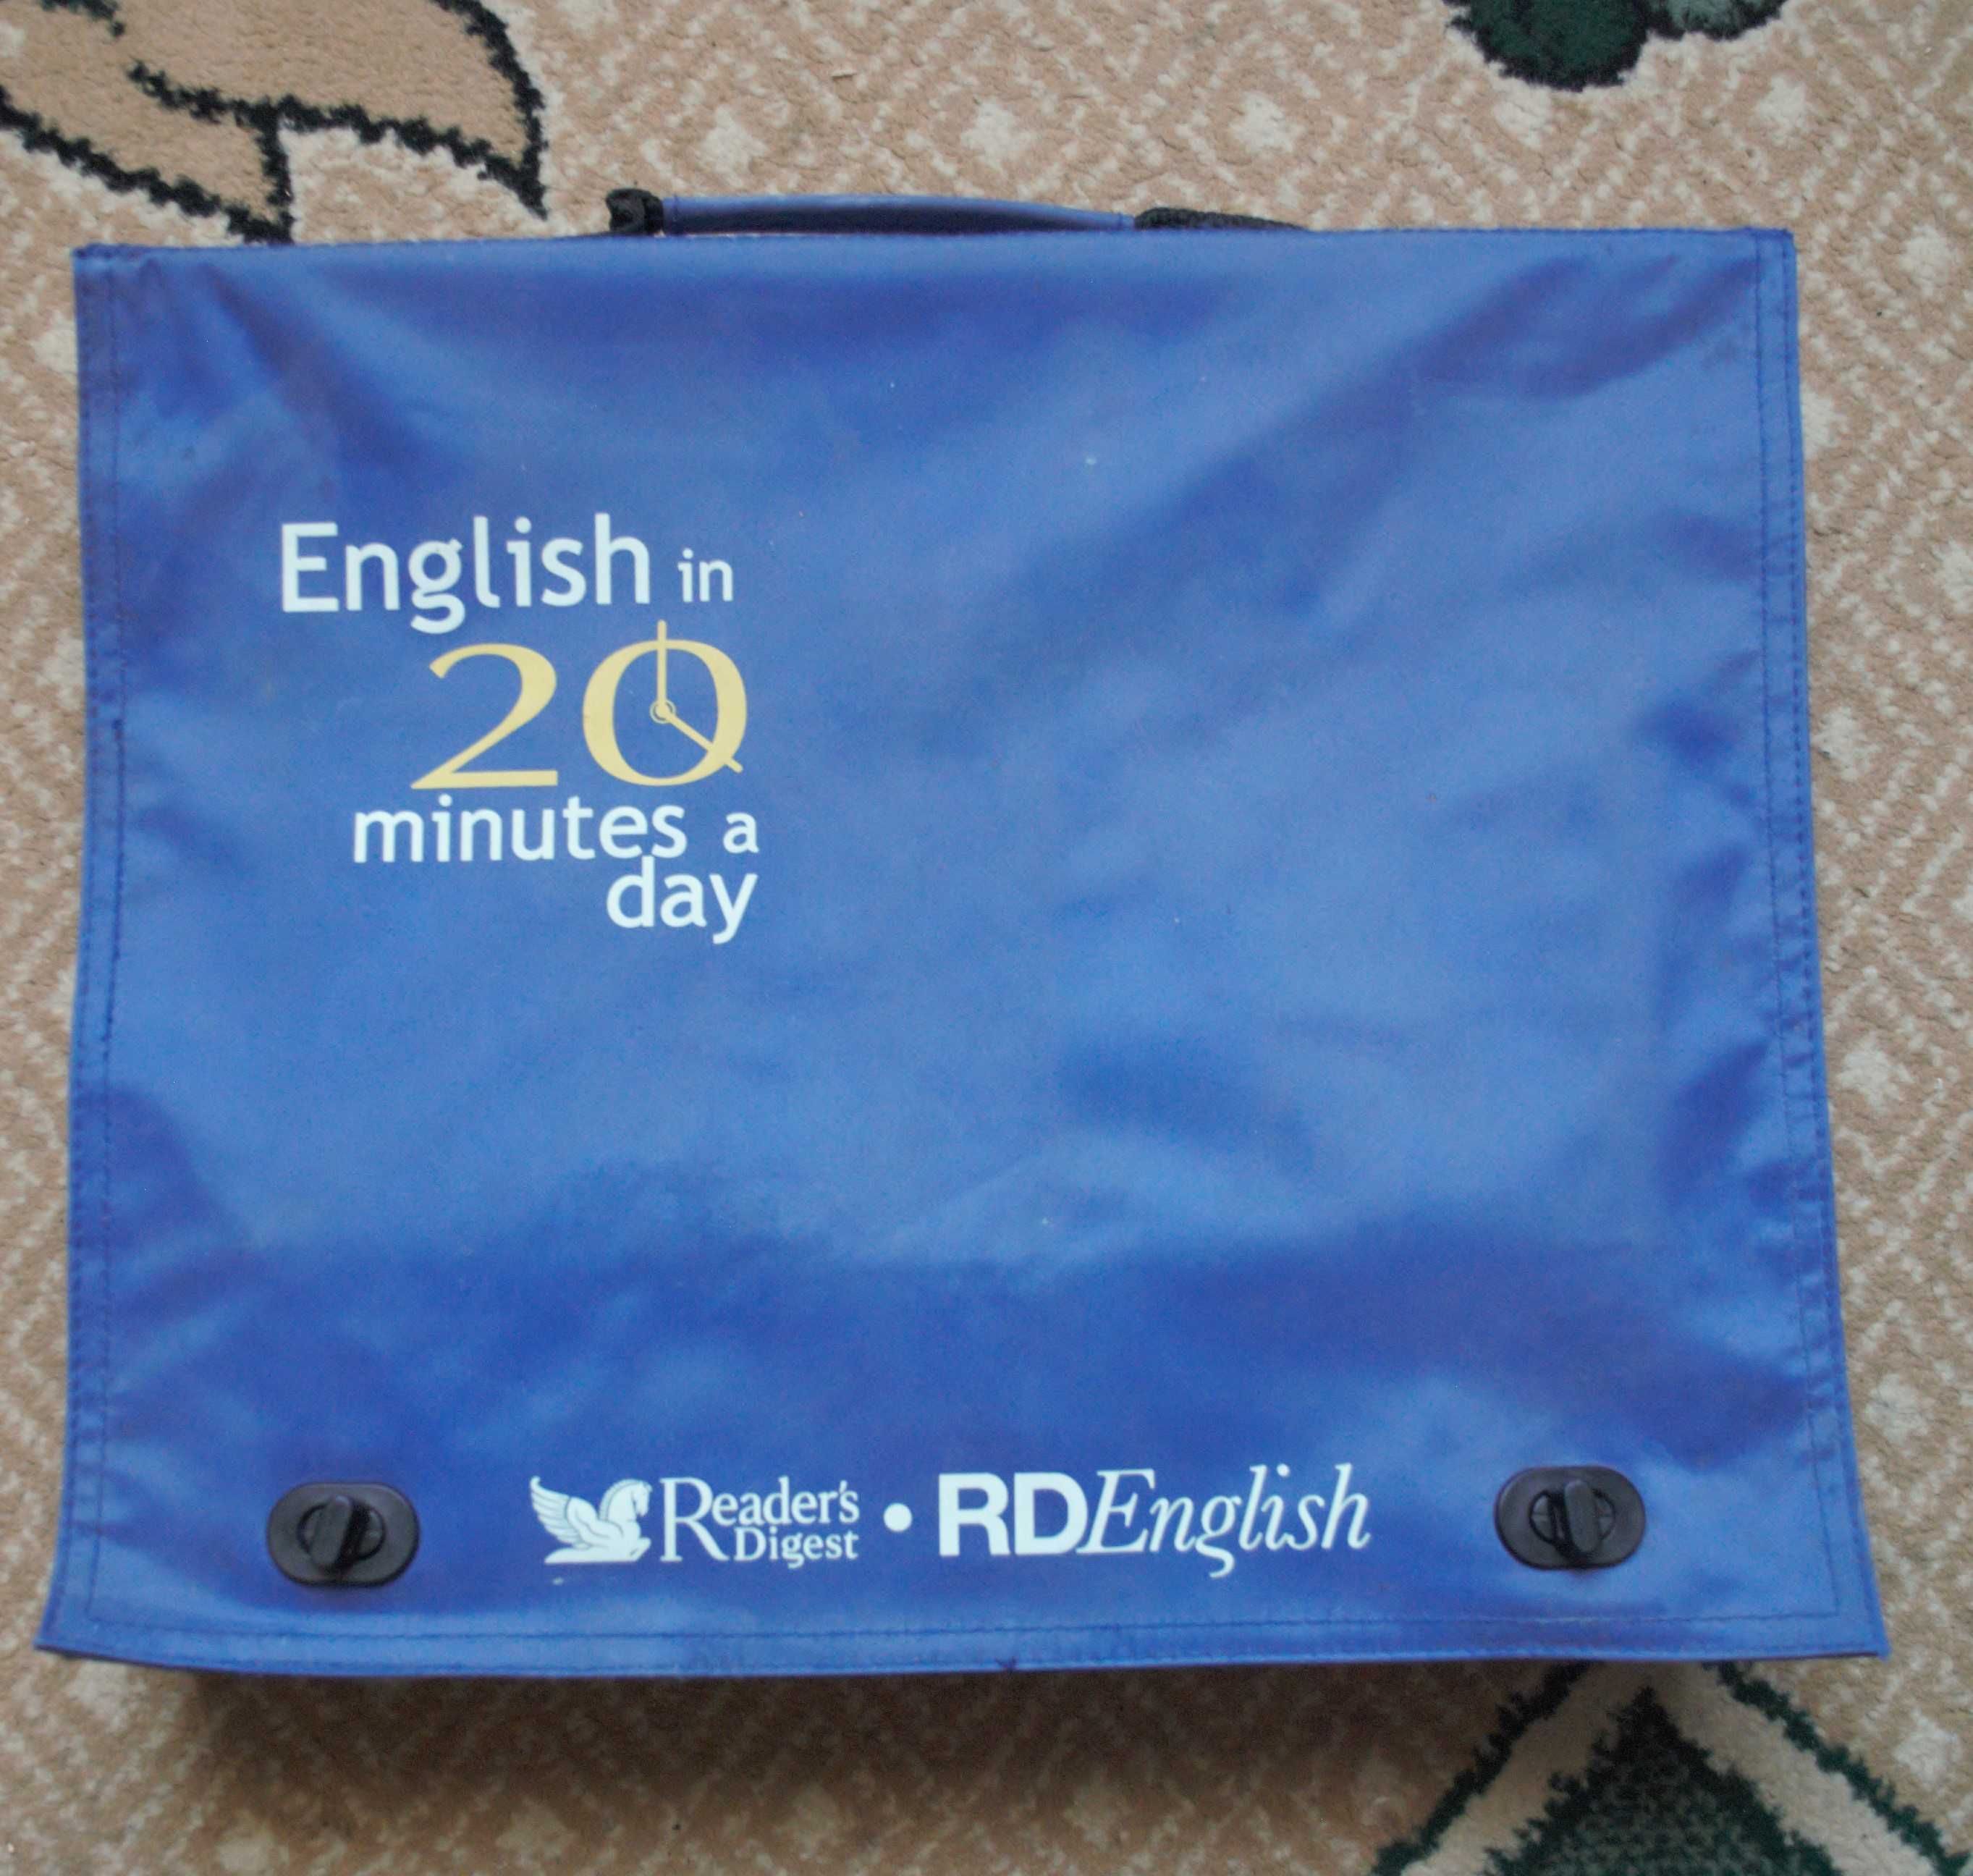 English in
20
minutes a
day
Reader's Digest • RDEnglish